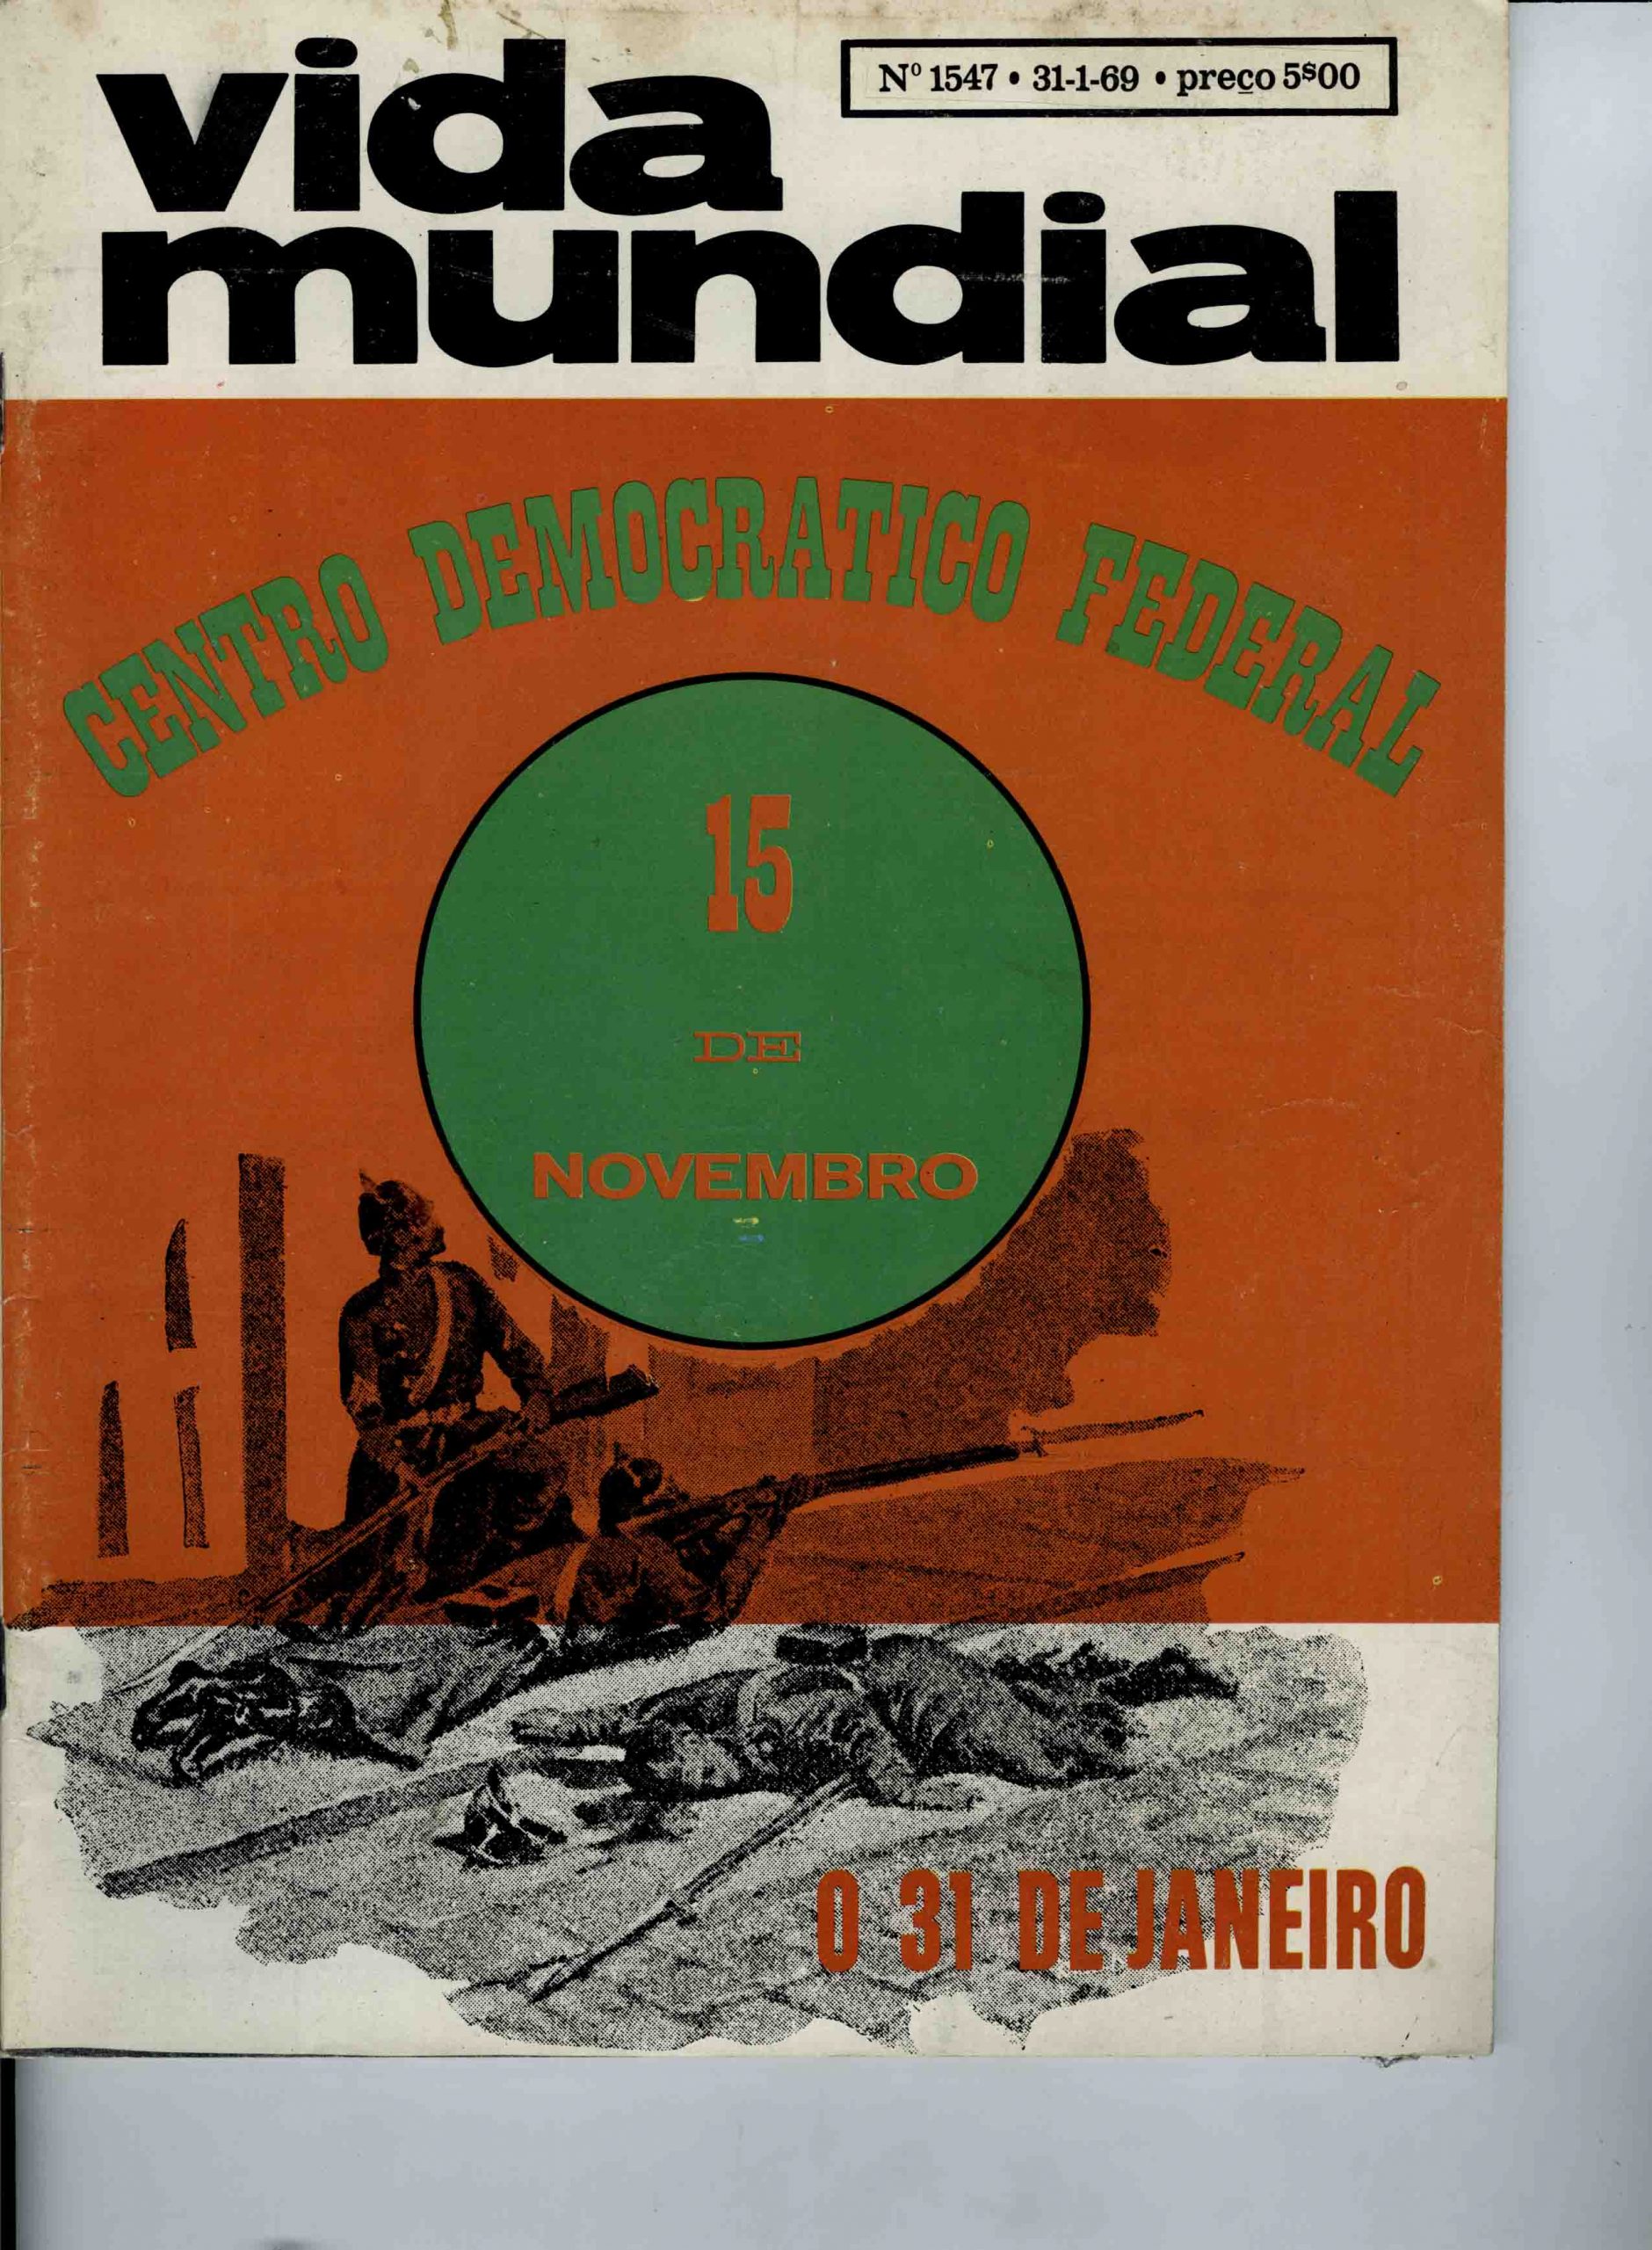 vida
mundial
Nº 1547 • 31-1-69 • preço 5$00
CENTRO DEMOCRATICO FEDERAL
15
DE
NOVEMBRO
O 31 DE JANEIRO